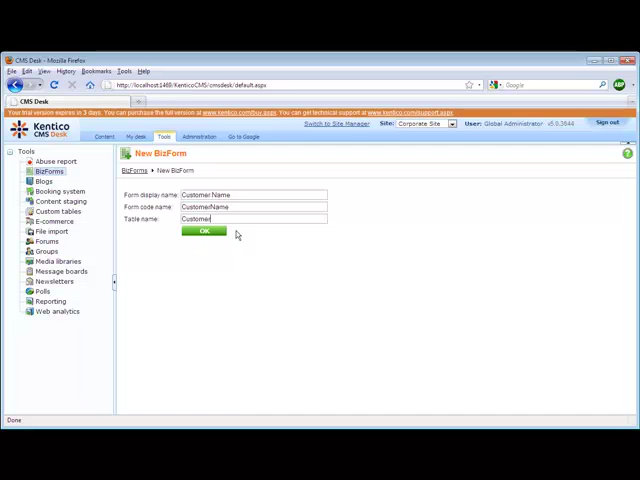 CMS Desk - Mozilla Firefox
File Edit View History Bookmarks Tools Help
http://localhost:1469/KenticoCMS/cmsdesk/default.aspx
Google
ABP
CMS Desk
Your trial version expires in 3 days. You can purchase the full version at www.kentico.com/buy.aspx. You can get technical support at www.kentico.com/support.aspx.
Kentico
CMS Desk
Switch to Site Manager
Site: Corporate Site
User: Global Administrator
v5.0.3644
Sign out
Content My desk Tools Administration Go to Google
Tools
Abuse report
BizForms
Blogs
Booking system
Content staging
Custom tables
E-commerce
File import
Forums
Groups
Media libraries
Message boards
Newsletters
Polls
Reporting
Web analytics
New BizForm
BizForms New BizForm
Form display name: Customer Name
Form code name: CustomerName
Table name: Customer
OK
Done